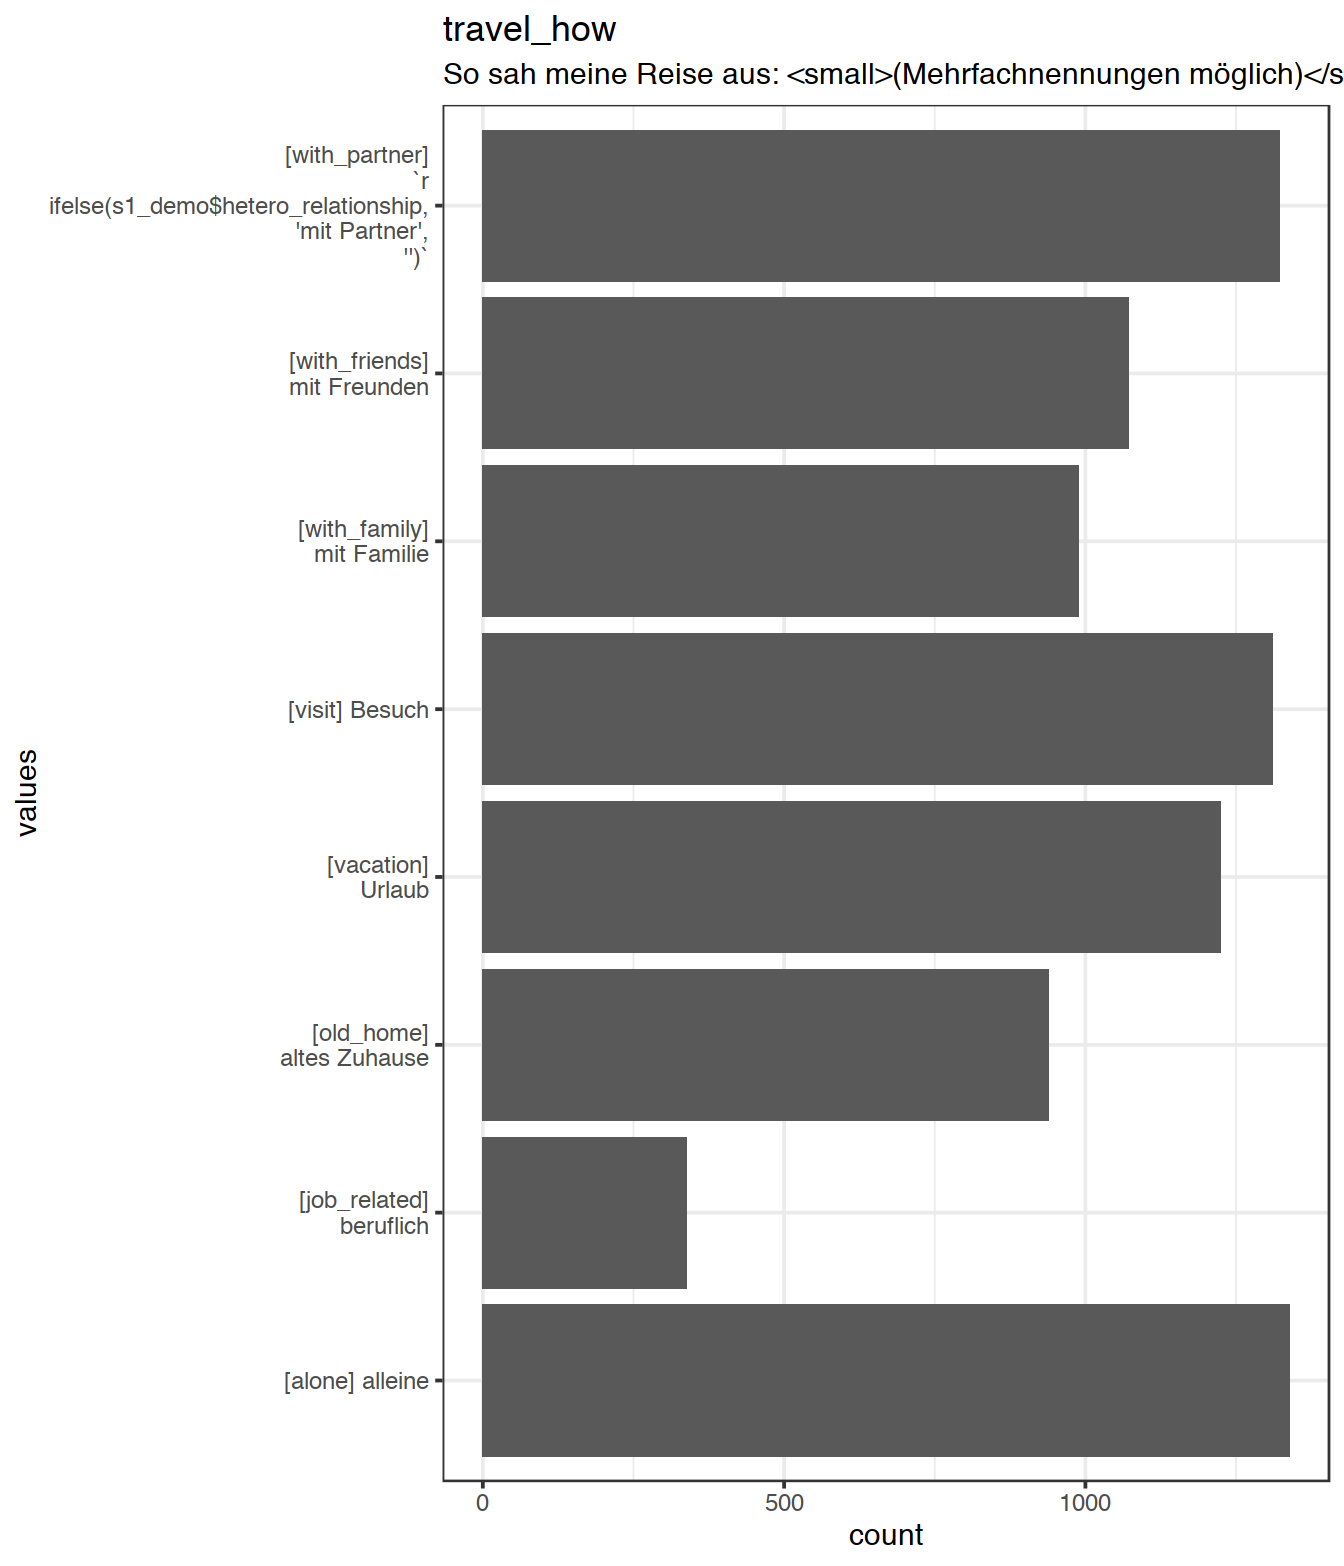 travel_how
So sah meine Reise aus: <small>(Mehrfachnennungen möglich)</s
[with_partner]
`r
ifelse(s1_demo$hetero_relationship,
'mit Partner',
'')`
[with_friends]
mit Freunden
[with_family]
mit Familie
[visit] Besuch
[vacation]
Urlaub
[old_home]
altes Zuhause
[job_related]
beruflich
[alone] alleine
values
0 500 1000
count